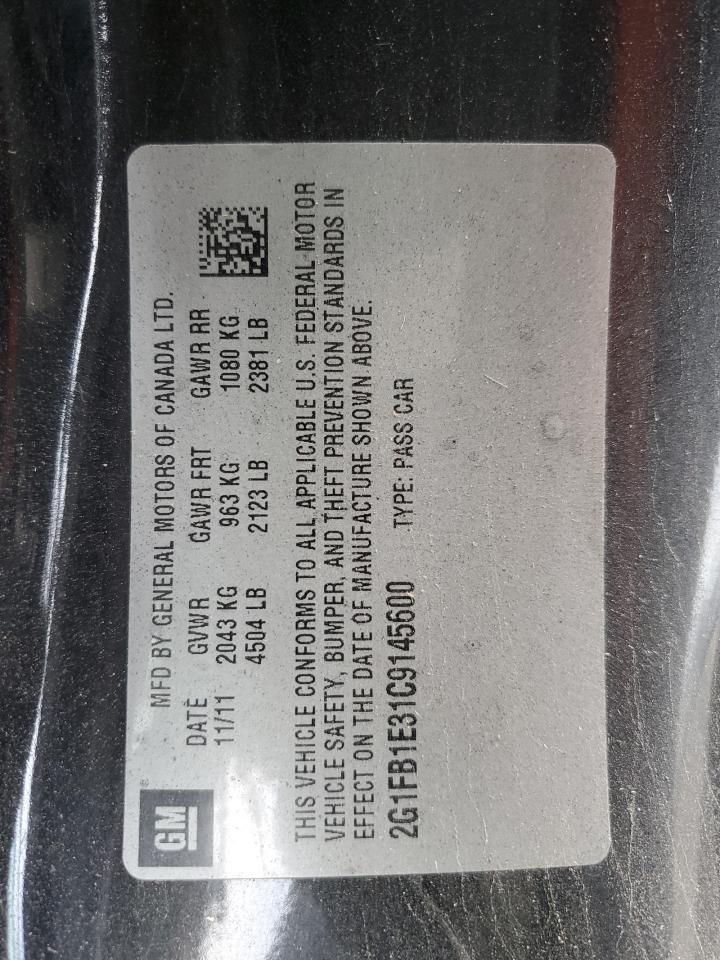 GM®
MFD BY GENERAL MOTORS OF CANADA LTD.
DATE GVWR GAWR FRT GAWR RR
11/11 2043 KG 963 KG 1080 KG
4504 LB 2123 LB 2381 LB
THIS VEHICLE CONFORMS TO ALL APPLICABLE U.S. FEDERAL MOTOR
VEHICLE SAFETY, BUMPER, AND THEFT PREVENTION STANDARDS IN
EFFECT ON THE DATE OF MANUFACTURE SHOWN ABOVE.
2G1FB1E31C9145600 TYPE: PASS CAR